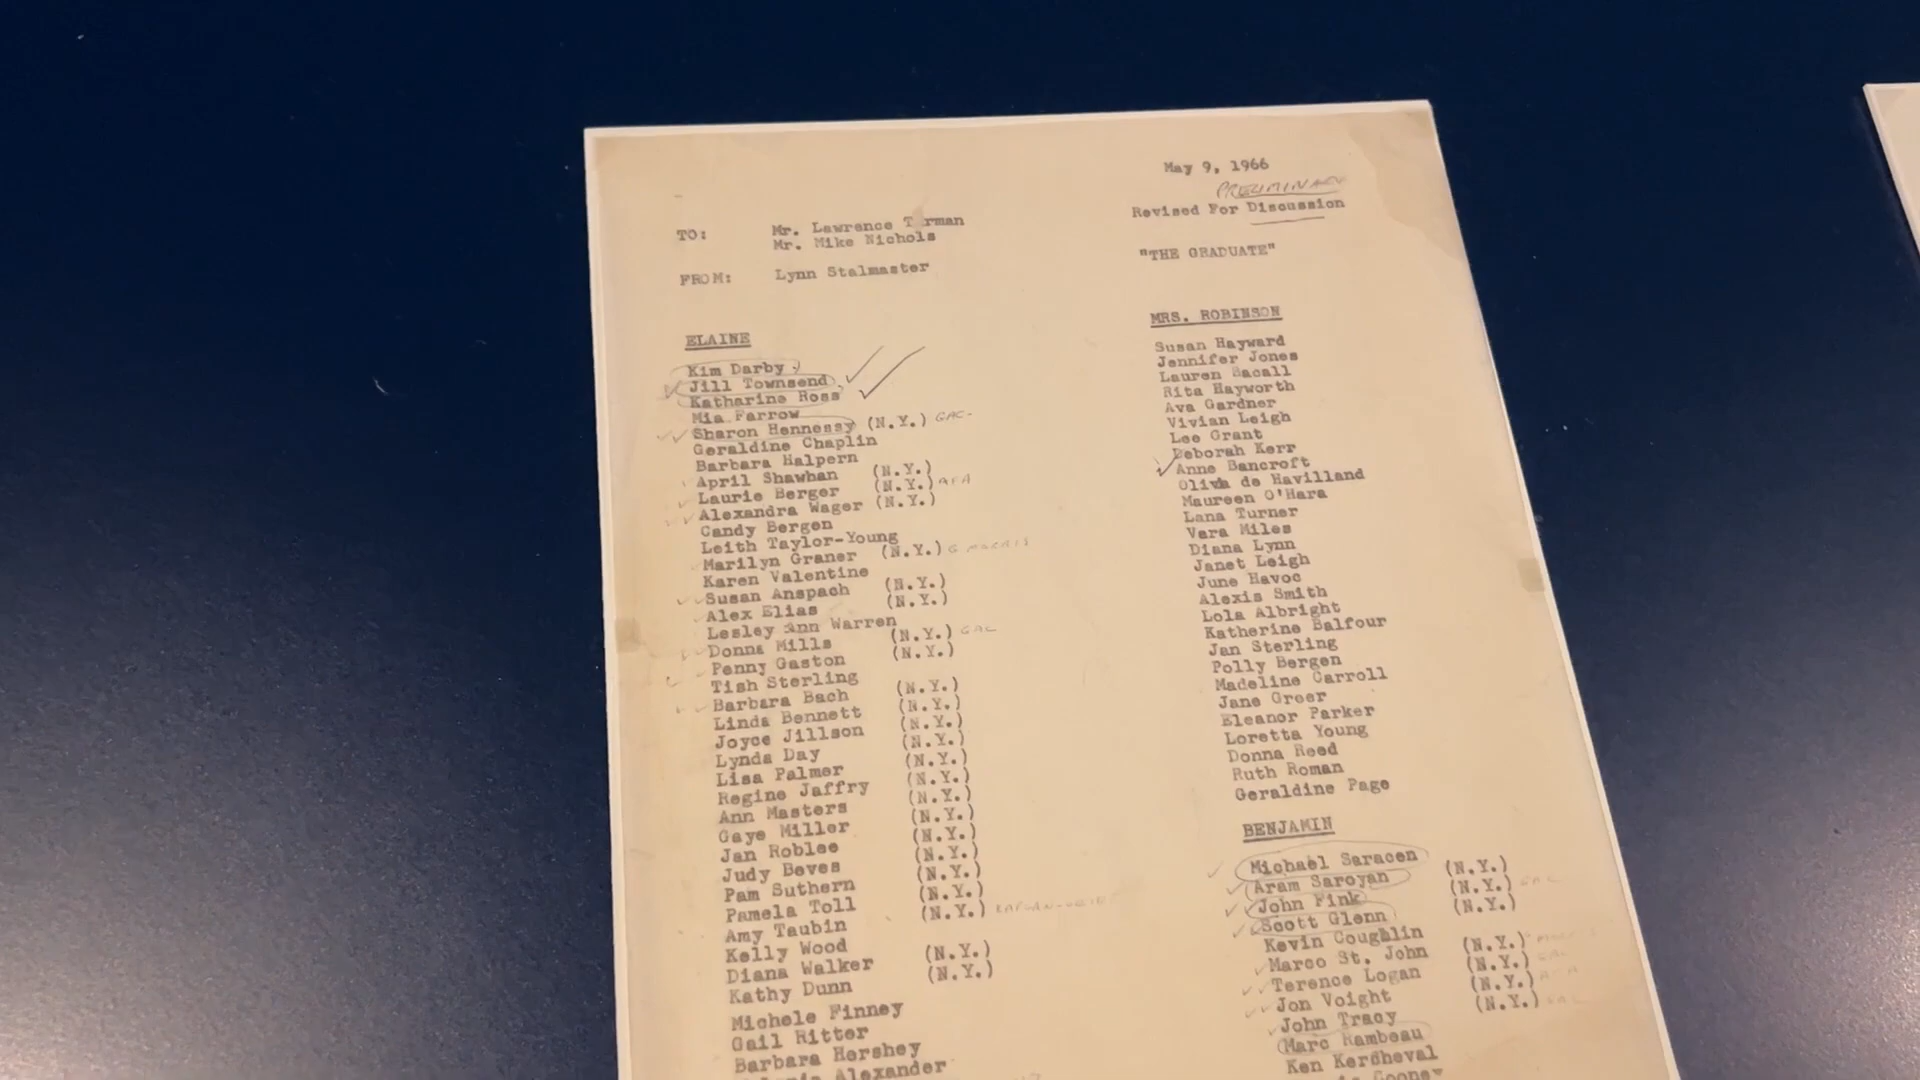 May 9, 1966
PRELIMINARY
Revised For Discussion
TO: Mr. Lawrence T rman
Mr. Mike Nichols
"THE GRADUATE"
FROM: Lynn Stalmaster
ELAINE
Kim Darby
Jill Townsend
Katharine Ross
Mia Farrow
Sharon Hennessy (N.Y.) GAC-
Geraldine Chaplin
Barbara Halpern
April Shawhan (N.Y.)
Laurie Berger (N.Y.) AFA
Alexandra Wager (N.Y.)
Candy Bergen
Leith Taylor-Young
Marilyn Graner (N.Y.) G MORRIS
Karen Valentine
Susan Anspach (N.Y.)
Alex Elias (N.Y.)
Lesley Ann Warren
Donna Mills (N.Y.) GAC
Penny Gaston (N.Y.)
Tish Sterling
Barbara Bach (N.Y.)
Linda Bennett (N.Y.)
Joyce Jillson (N.Y.)
Lynda Day (N.Y.)
Lisa Palmer (N.Y.)
Regine Jaffry (N.Y.)
Ann Masters (N.Y.)
Gaye Miller (N.Y.)
Jan Roblee (N.Y.)
Judy Beves (N.Y.)
Pam Suthern (N.Y.)
Pamela Toll (N.Y.)
Amy Taubin (N.Y.)
Kelly Wood
Diana Walker (N.Y.)
Kathy Dunn (N.Y.)
Michele Finney
Gail Ritter
Barbara Hershey
Alexander
MRS. ROBINSON
Susan Hayward
Jennifer Jones
Lauren Bacall
Rita Hayworth
Ava Gardner
Vivian Leigh
Lee Grant
Deborah Kerr
Anne Bancroft
Olivia de Havilland
Maureen O'Hara
Lana Turner
Vara Miles
Diana Lynn
Janet Leigh
June Havoc
Alexis Smith
Lola Albright
Katherine Balfour
Jan Sterling
Polly Bergen
Madeline Carroll
Jane Greer
Eleanor Parker
Loretta Young
Donna Reed
Ruth Roman
Geraldine Page
BENJAMIN
Michael Saracen (N.Y.)
Aram Saroyan (N.Y.) GAC
John Fink (N.Y.)
Scott Glenn
Kevin Coughlin (N.Y.)
Marco St. John (N.Y.)
Terence Logan (N.Y.)
Jon Voight (N.Y.)
John Tracy
Marc Rambeau
Ken Kercheval